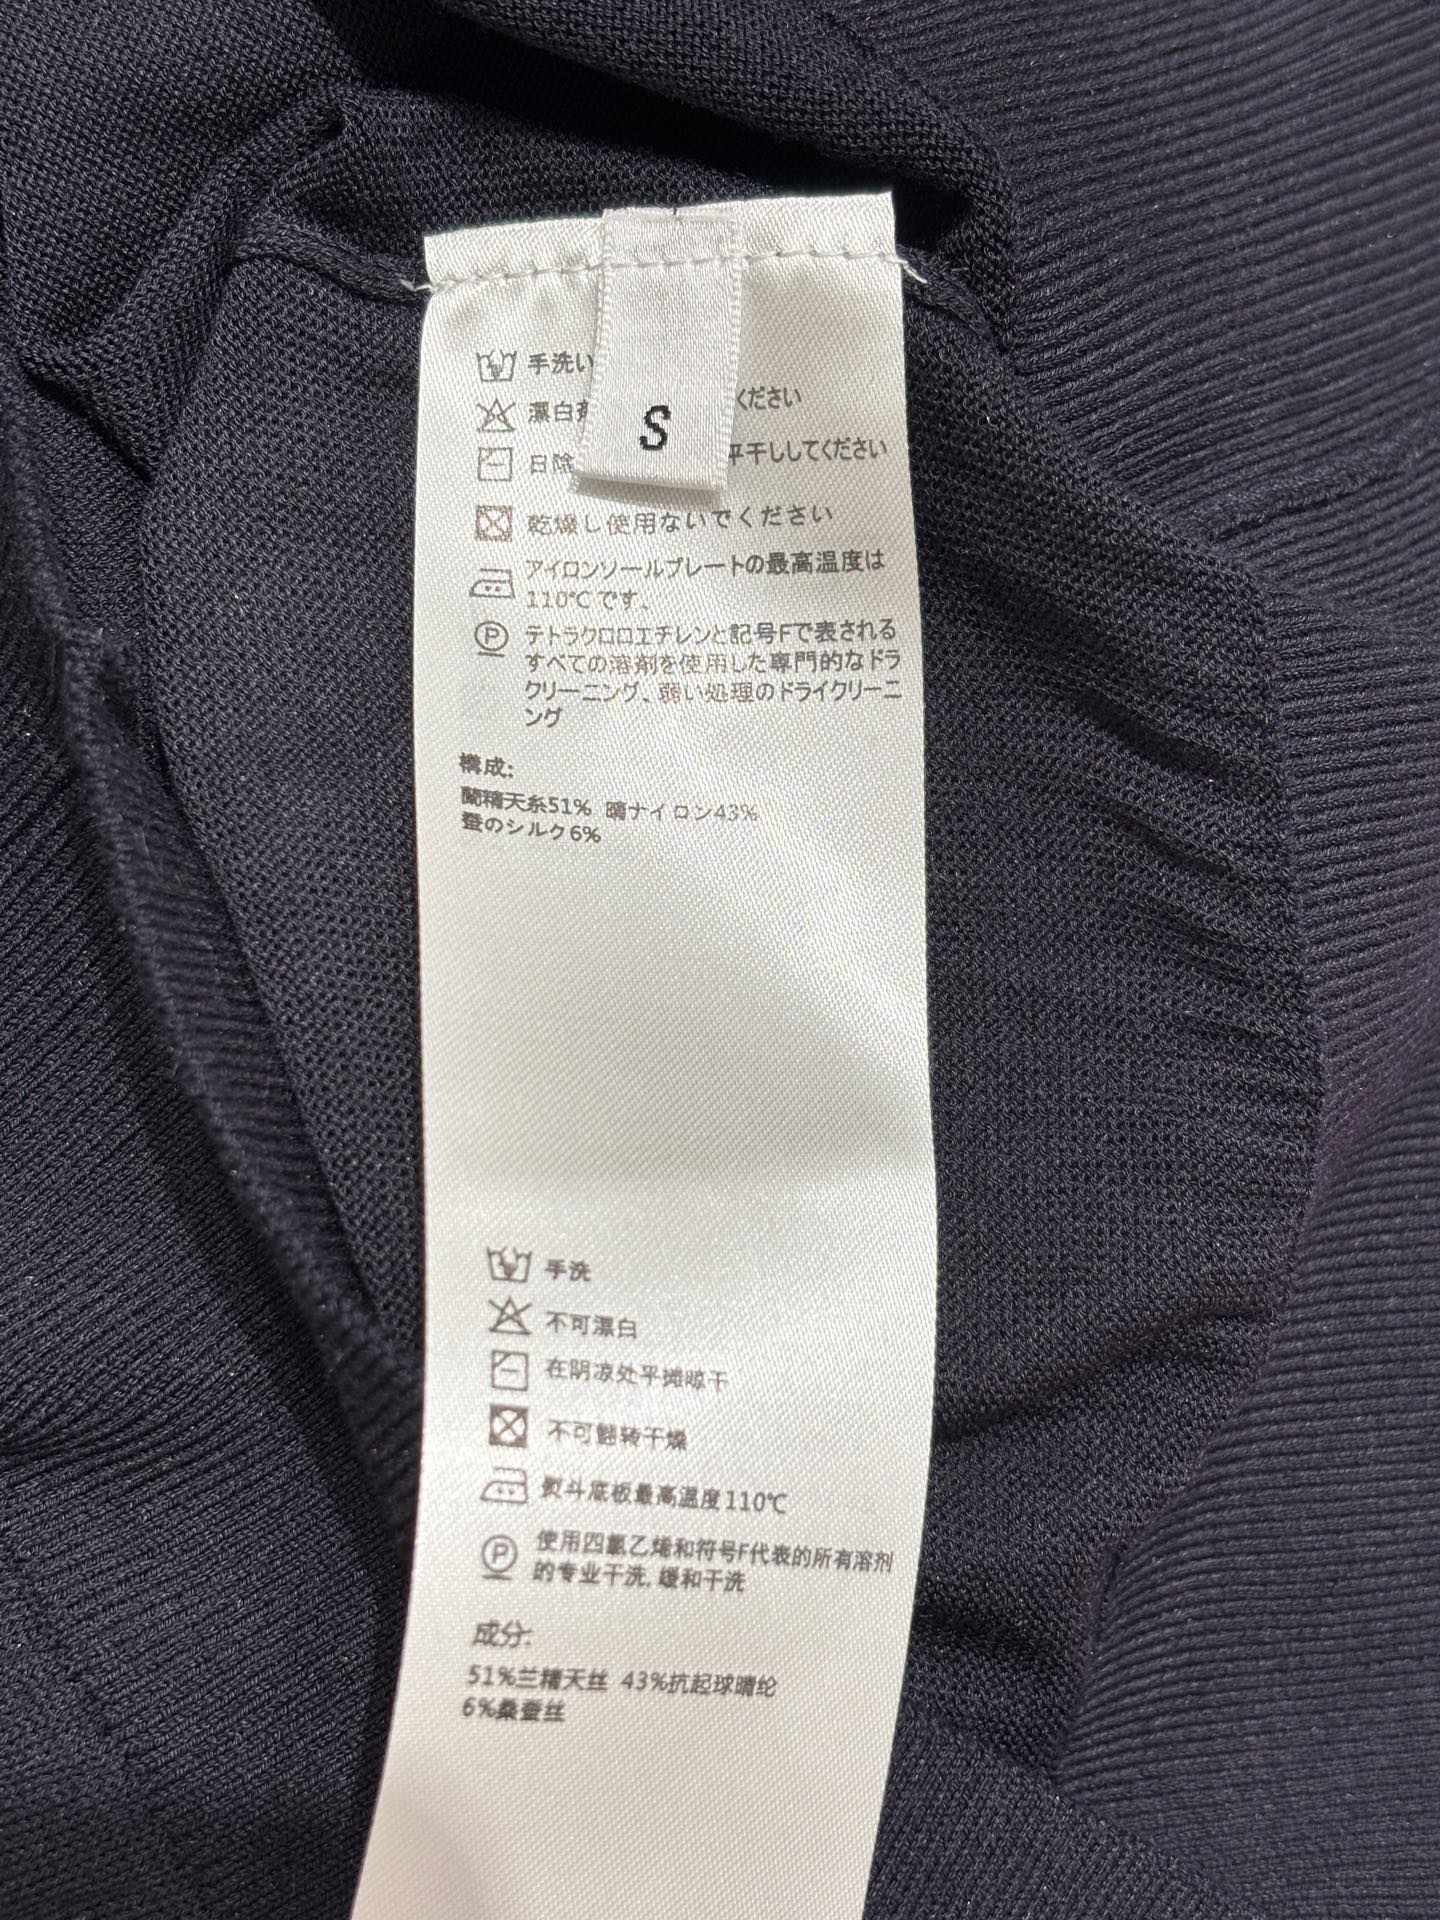 S
手洗い
漂白剤
ください
日陰
平干ししてください
乾燥し使用ないでください
アイロンソールプレートの最高温度は
110℃です。
P
テトラクロロエチレンと記号Fで表される
すべての溶剤を使用した専門的なドラ
クリーニング、弱い処理のドライクリーニ
ング
構成:
蘭精天糸51% 晴ナイロン43%
蚕のシルク6%
手洗
不可漂白
在阴凉处平摊晾干
不可翻转干燥
熨斗底板最高温度110℃
P
使用四氯乙烯和符号F代表的所有溶剂
的专业干洗,缓和干洗
成分:
51%兰精天丝 43%抗起球晴纶
6%桑蚕丝